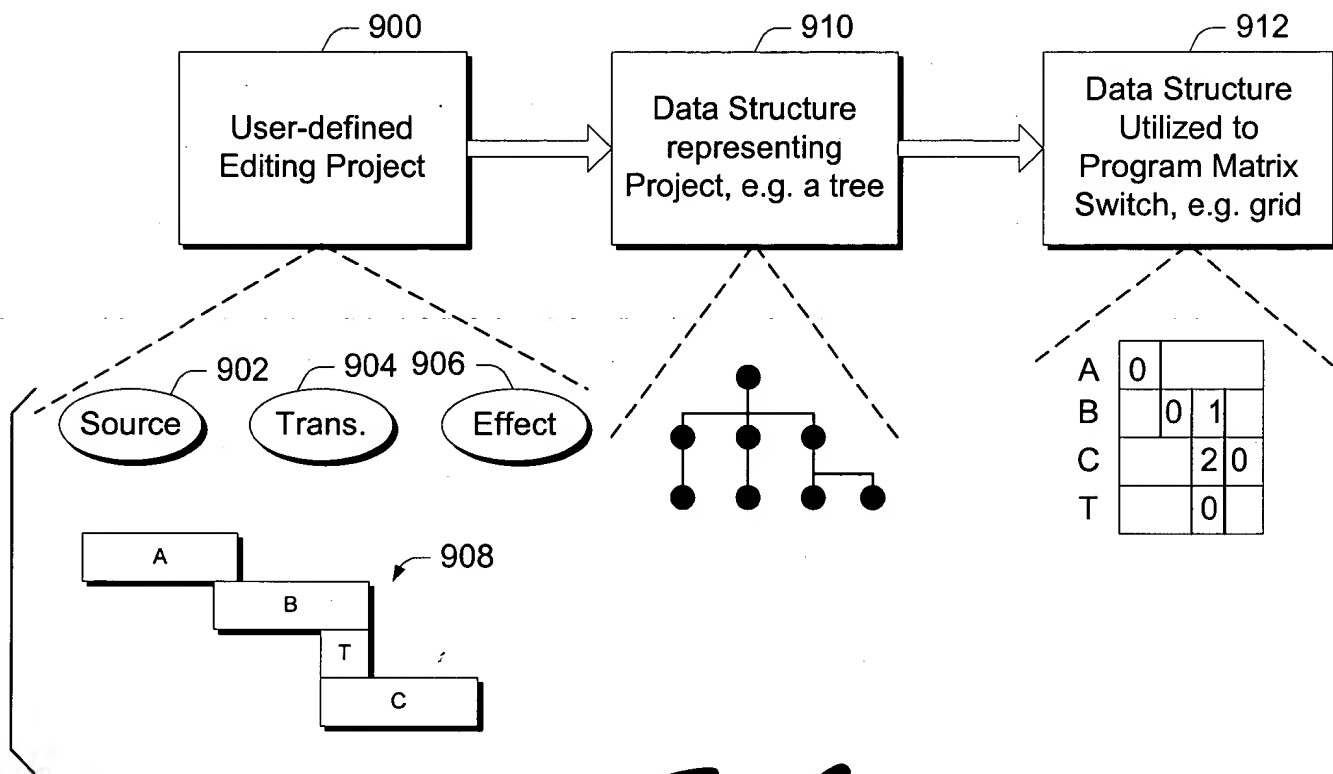 900
910
912
User-defined
Editing Project
Data Structure
representing
Project, e.g. a tree
Data Structure
Utilized to
Program Matrix
Switch, e.g. grid
902
904
906
Source
Trans.
Effect
A
B
T
C
908
A 0
B 0 1
C 2 0
T 0